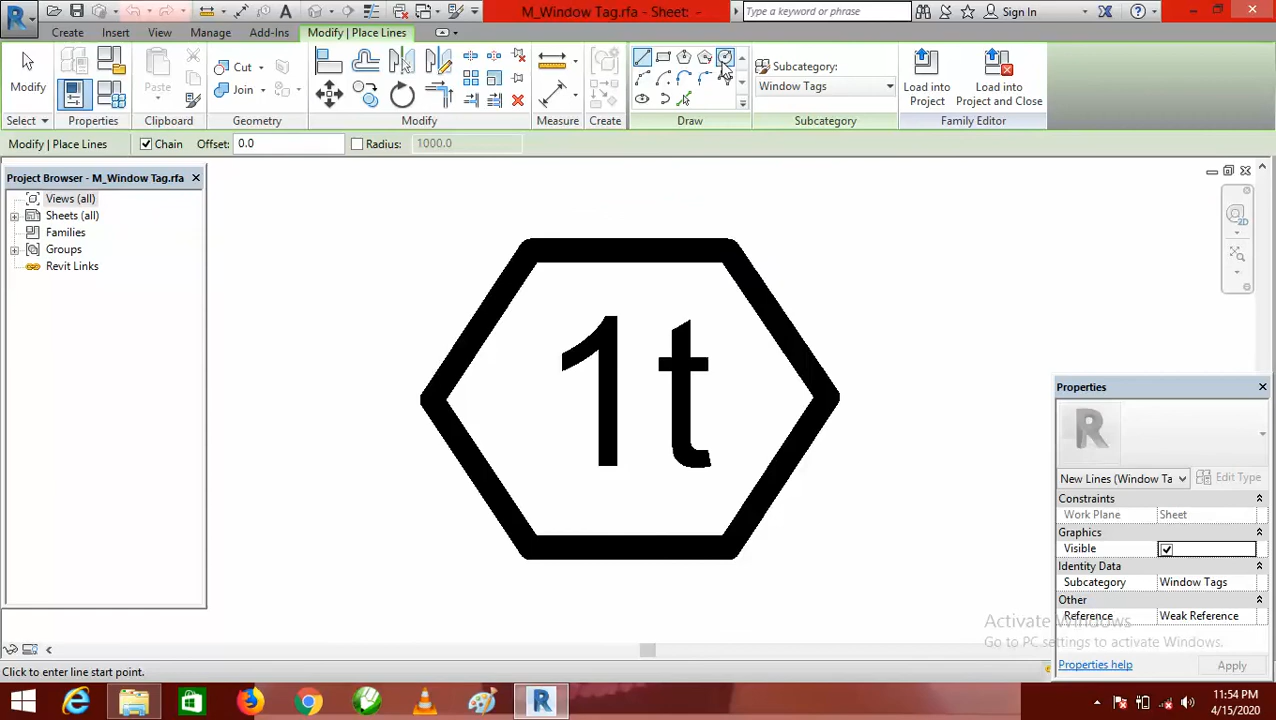 M_Window Tag.rfa - Sheet: -
Type a keyword or phrase
Sign In
Create
Insert
View
Manage
Add-Ins
Modify | Place Lines
Modify
Paste
Cut
Load into
Project
Load into
Project and Close
Subcategory:
Window Tags
Select
Properties
Clipboard
Geometry
Modify
Measure
Create
Draw
Subcategory
Family Editor
Modify | Place Lines
Chain
Offset:
0.0
Radius:
1000.0
Project Browser - M_Window Tag.rfa
Views (all)
Sheets (all)
Families
Groups
Revit Links
1t
2D
Properties
R
New Lines (Window Ta
Edit Type
Constraints
Work Plane
Sheet
Graphics
Visible
Identity Data
Subcategory
Window Tags
Other
Reference
Weak Reference
Activate Windows
Go to PC settings to activate Windows.
Properties help
Apply
Click to enter line start point.
11:54 PM
4/15/2020